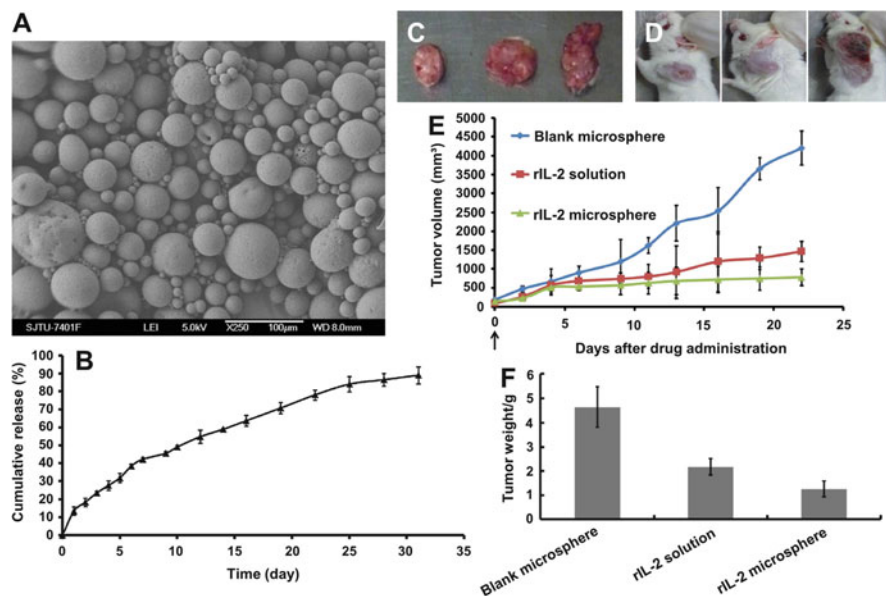 A
SJTU-7401F LEI 5.0kV X250 100µm WD 8.0mm
B
Cumulative release (%)
100
90
80
70
60
50
40
30
20
10
0
0 5 10 15 20 25 30 35
Time (day)
C
D
E
Tumor volume (mm³)
5000
4500
4000
3500
3000
2500
2000
1500
1000
500
0
Blank microsphere
rIL-2 solution
rIL-2 microsphere
0 5 10 15 20 25
Days after drug administration
F
Tumor weight/g
6
5
4
3
2
1
0
Blank microsphere
rIL-2 solution
rIL-2 microsphere